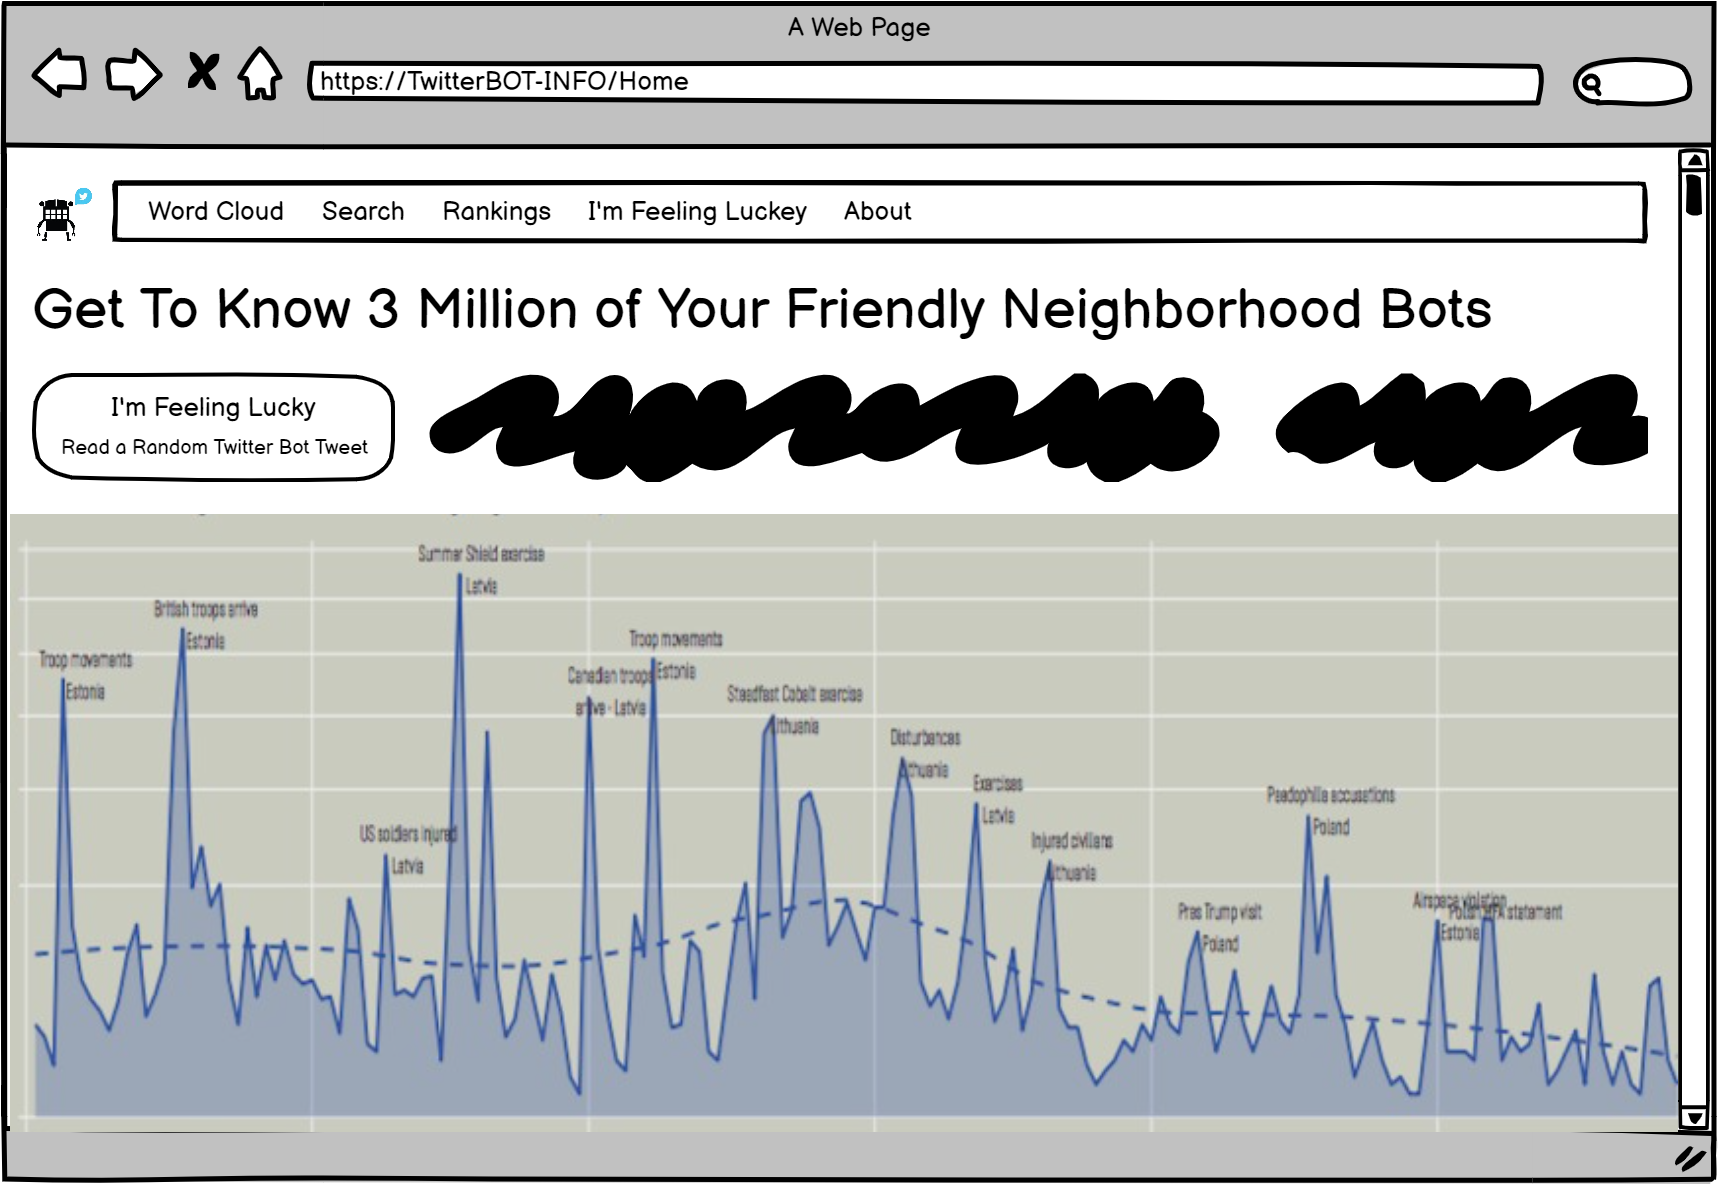 A Web Page
https://TwitterBOT-INFO/Home
Word Cloud Search Rankings I'm Feeling Luckey About
Get To Know 3 Million of Your Friendly Neighborhood Bots
I'm Feeling Lucky
Read a Random Twitter Bot Tweet
Summer Shield exercise
Latvia
British troops arrive
Estonia
Troop movements
Estonia
Troop movements
Estonia
Canadian troops
arrive - Latvia
Steadfast Cobalt exercise
Lithuania
Disturbances
Lithuania
Exercises
Latvia
Paedophilia accusations
Poland
US soldiers injured
Latvia
Injured civilians
Lithuania
Pres Trump visit
Poland
Airspace violation
Estonia
Polish MFA statement